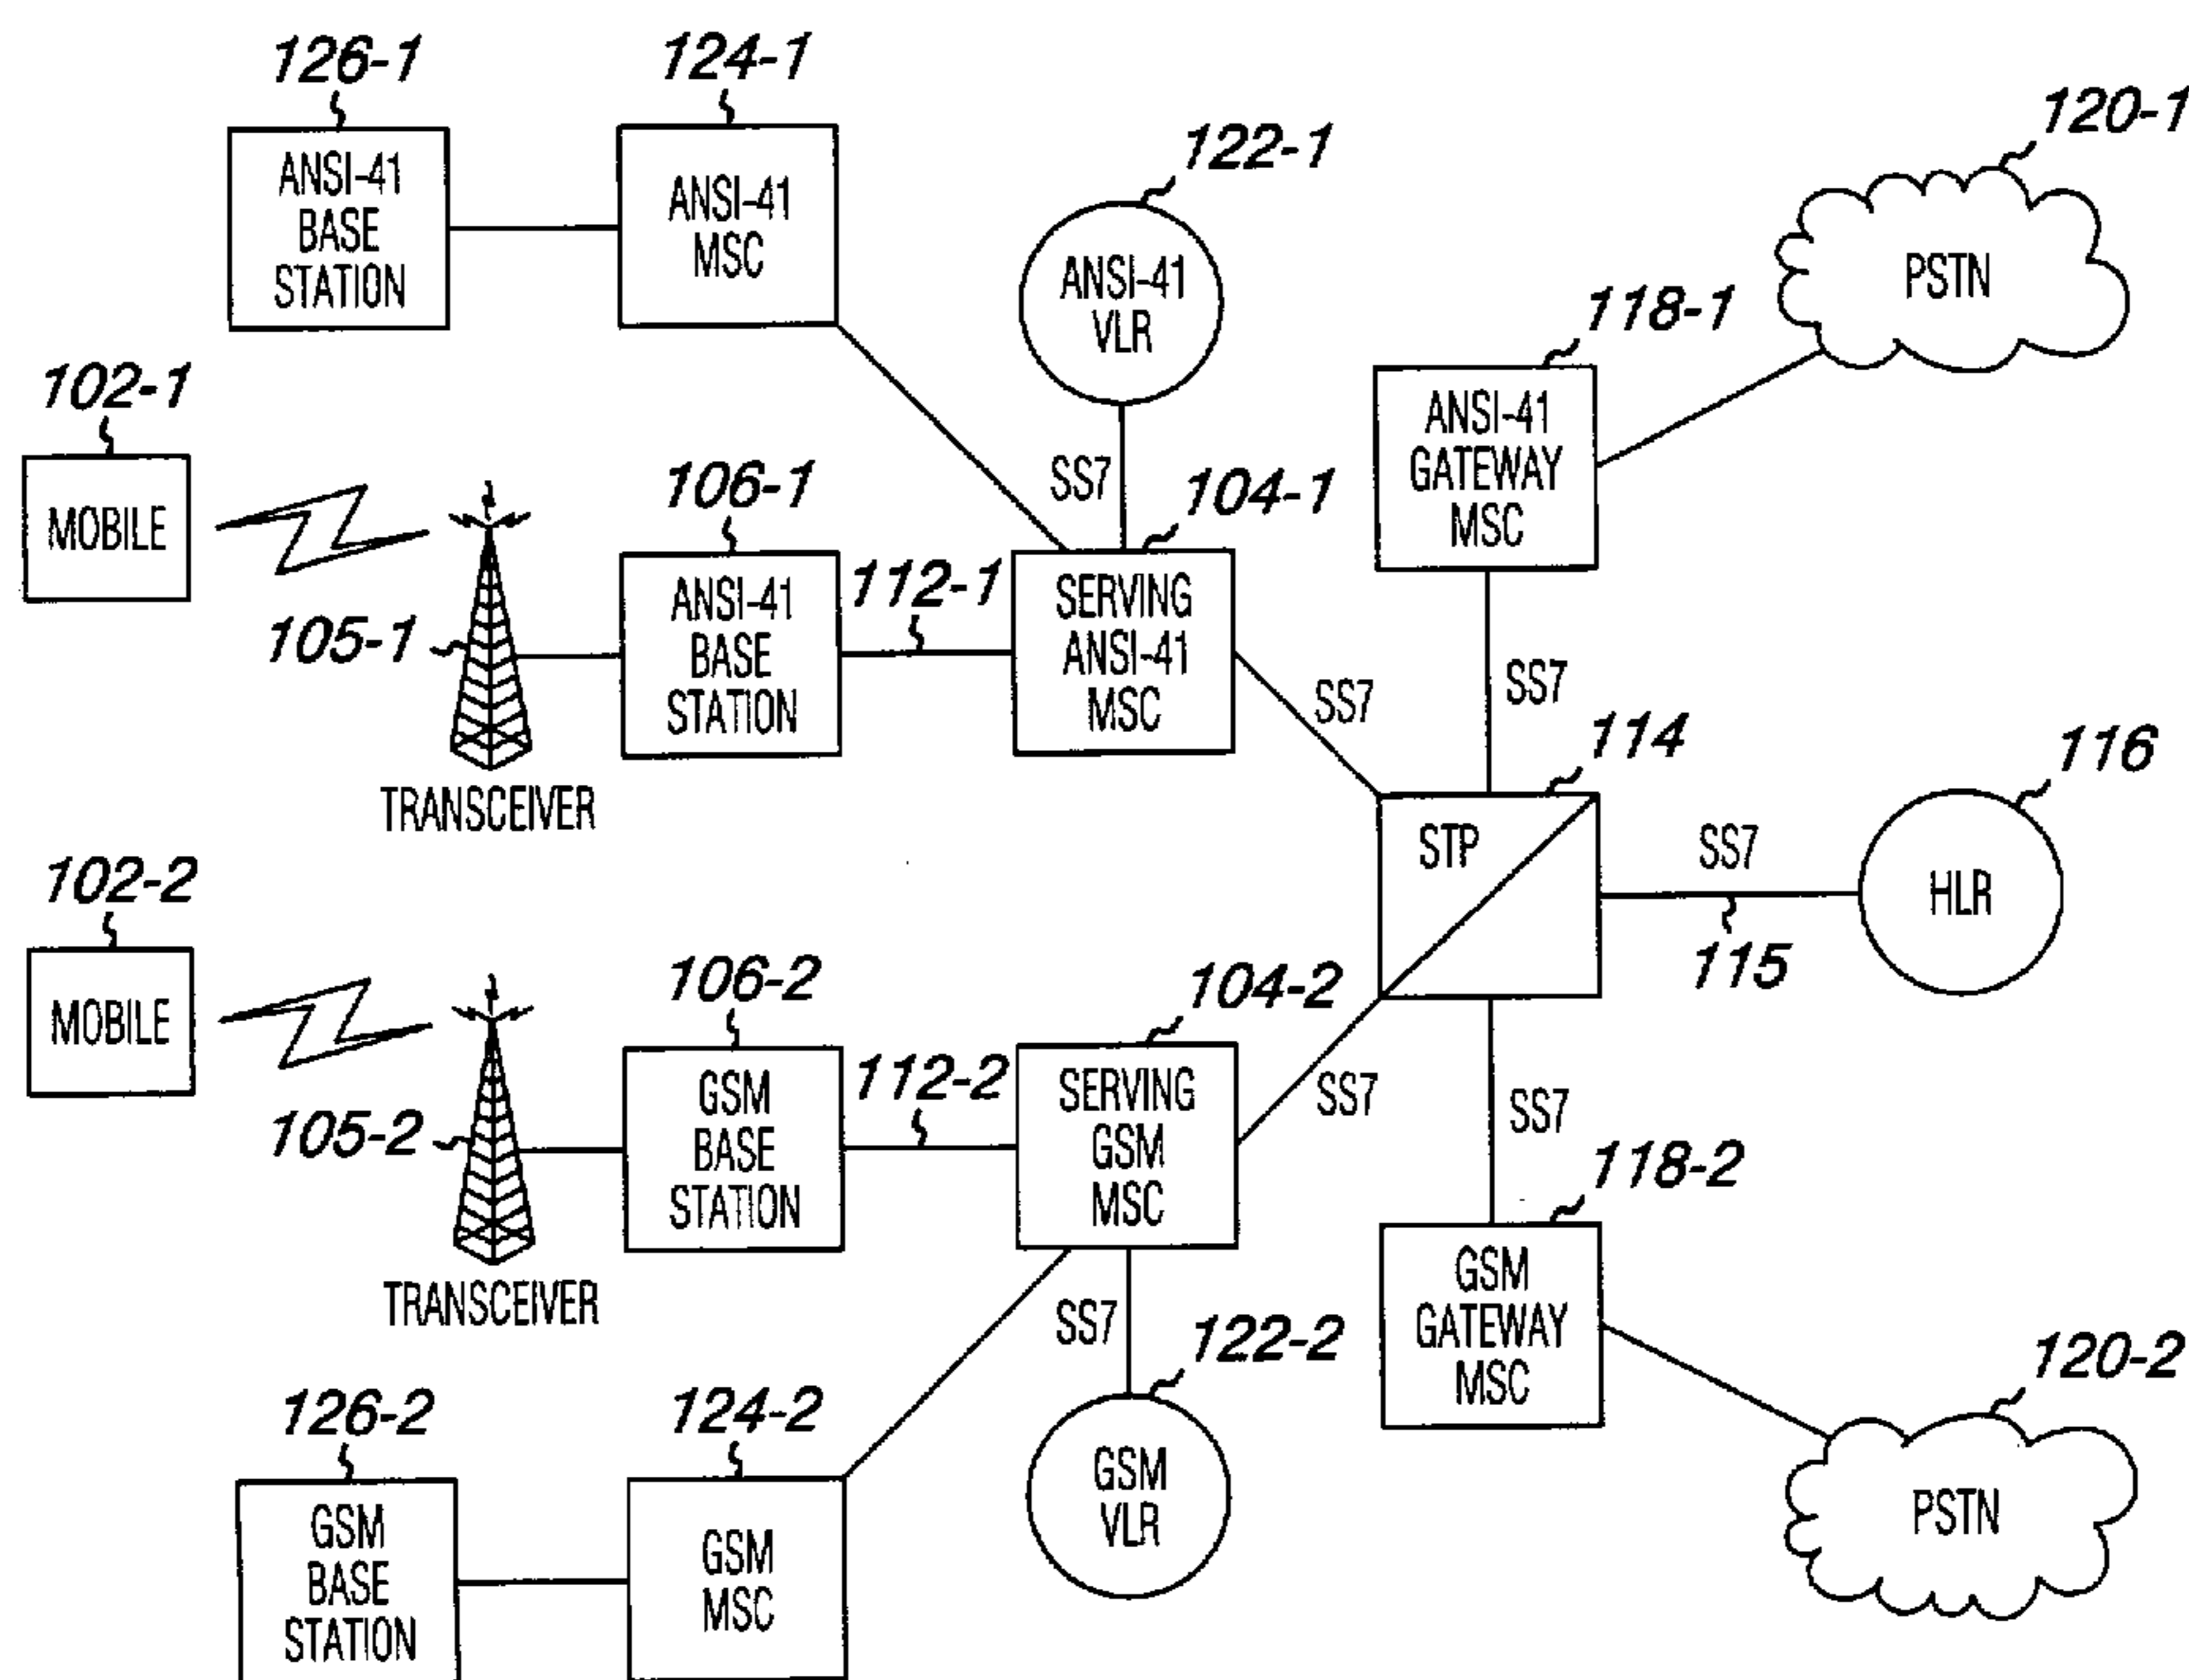 126-1
124-1
120-1
122-1
ANSI-41
BASE
STATION
ANSI-41
MSC
ANSI-41
VLR
PSTN
118-1
102-1
MOBILE
106-1
SS7
104-1
ANSI-41
GATEWAY
MSC
105-1
ANSI-41
BASE
STATION
112-1
SERVING
ANSI-41
MSC
SS7
SS7
TRANSCEIVER
114
116
STP
SS7
HLR
115
102-2
MOBILE
106-2
104-2
105-2
GSM
BASE
STATION
112-2
SERVING
GSM
MSC
SS7
SS7
TRANSCEIVER
118-2
GSM
GATEWAY
MSC
SS7
122-2
120-2
126-2
124-2
GSM
VLR
PSTN
GSM
BASE
STATION
GSM
MSC